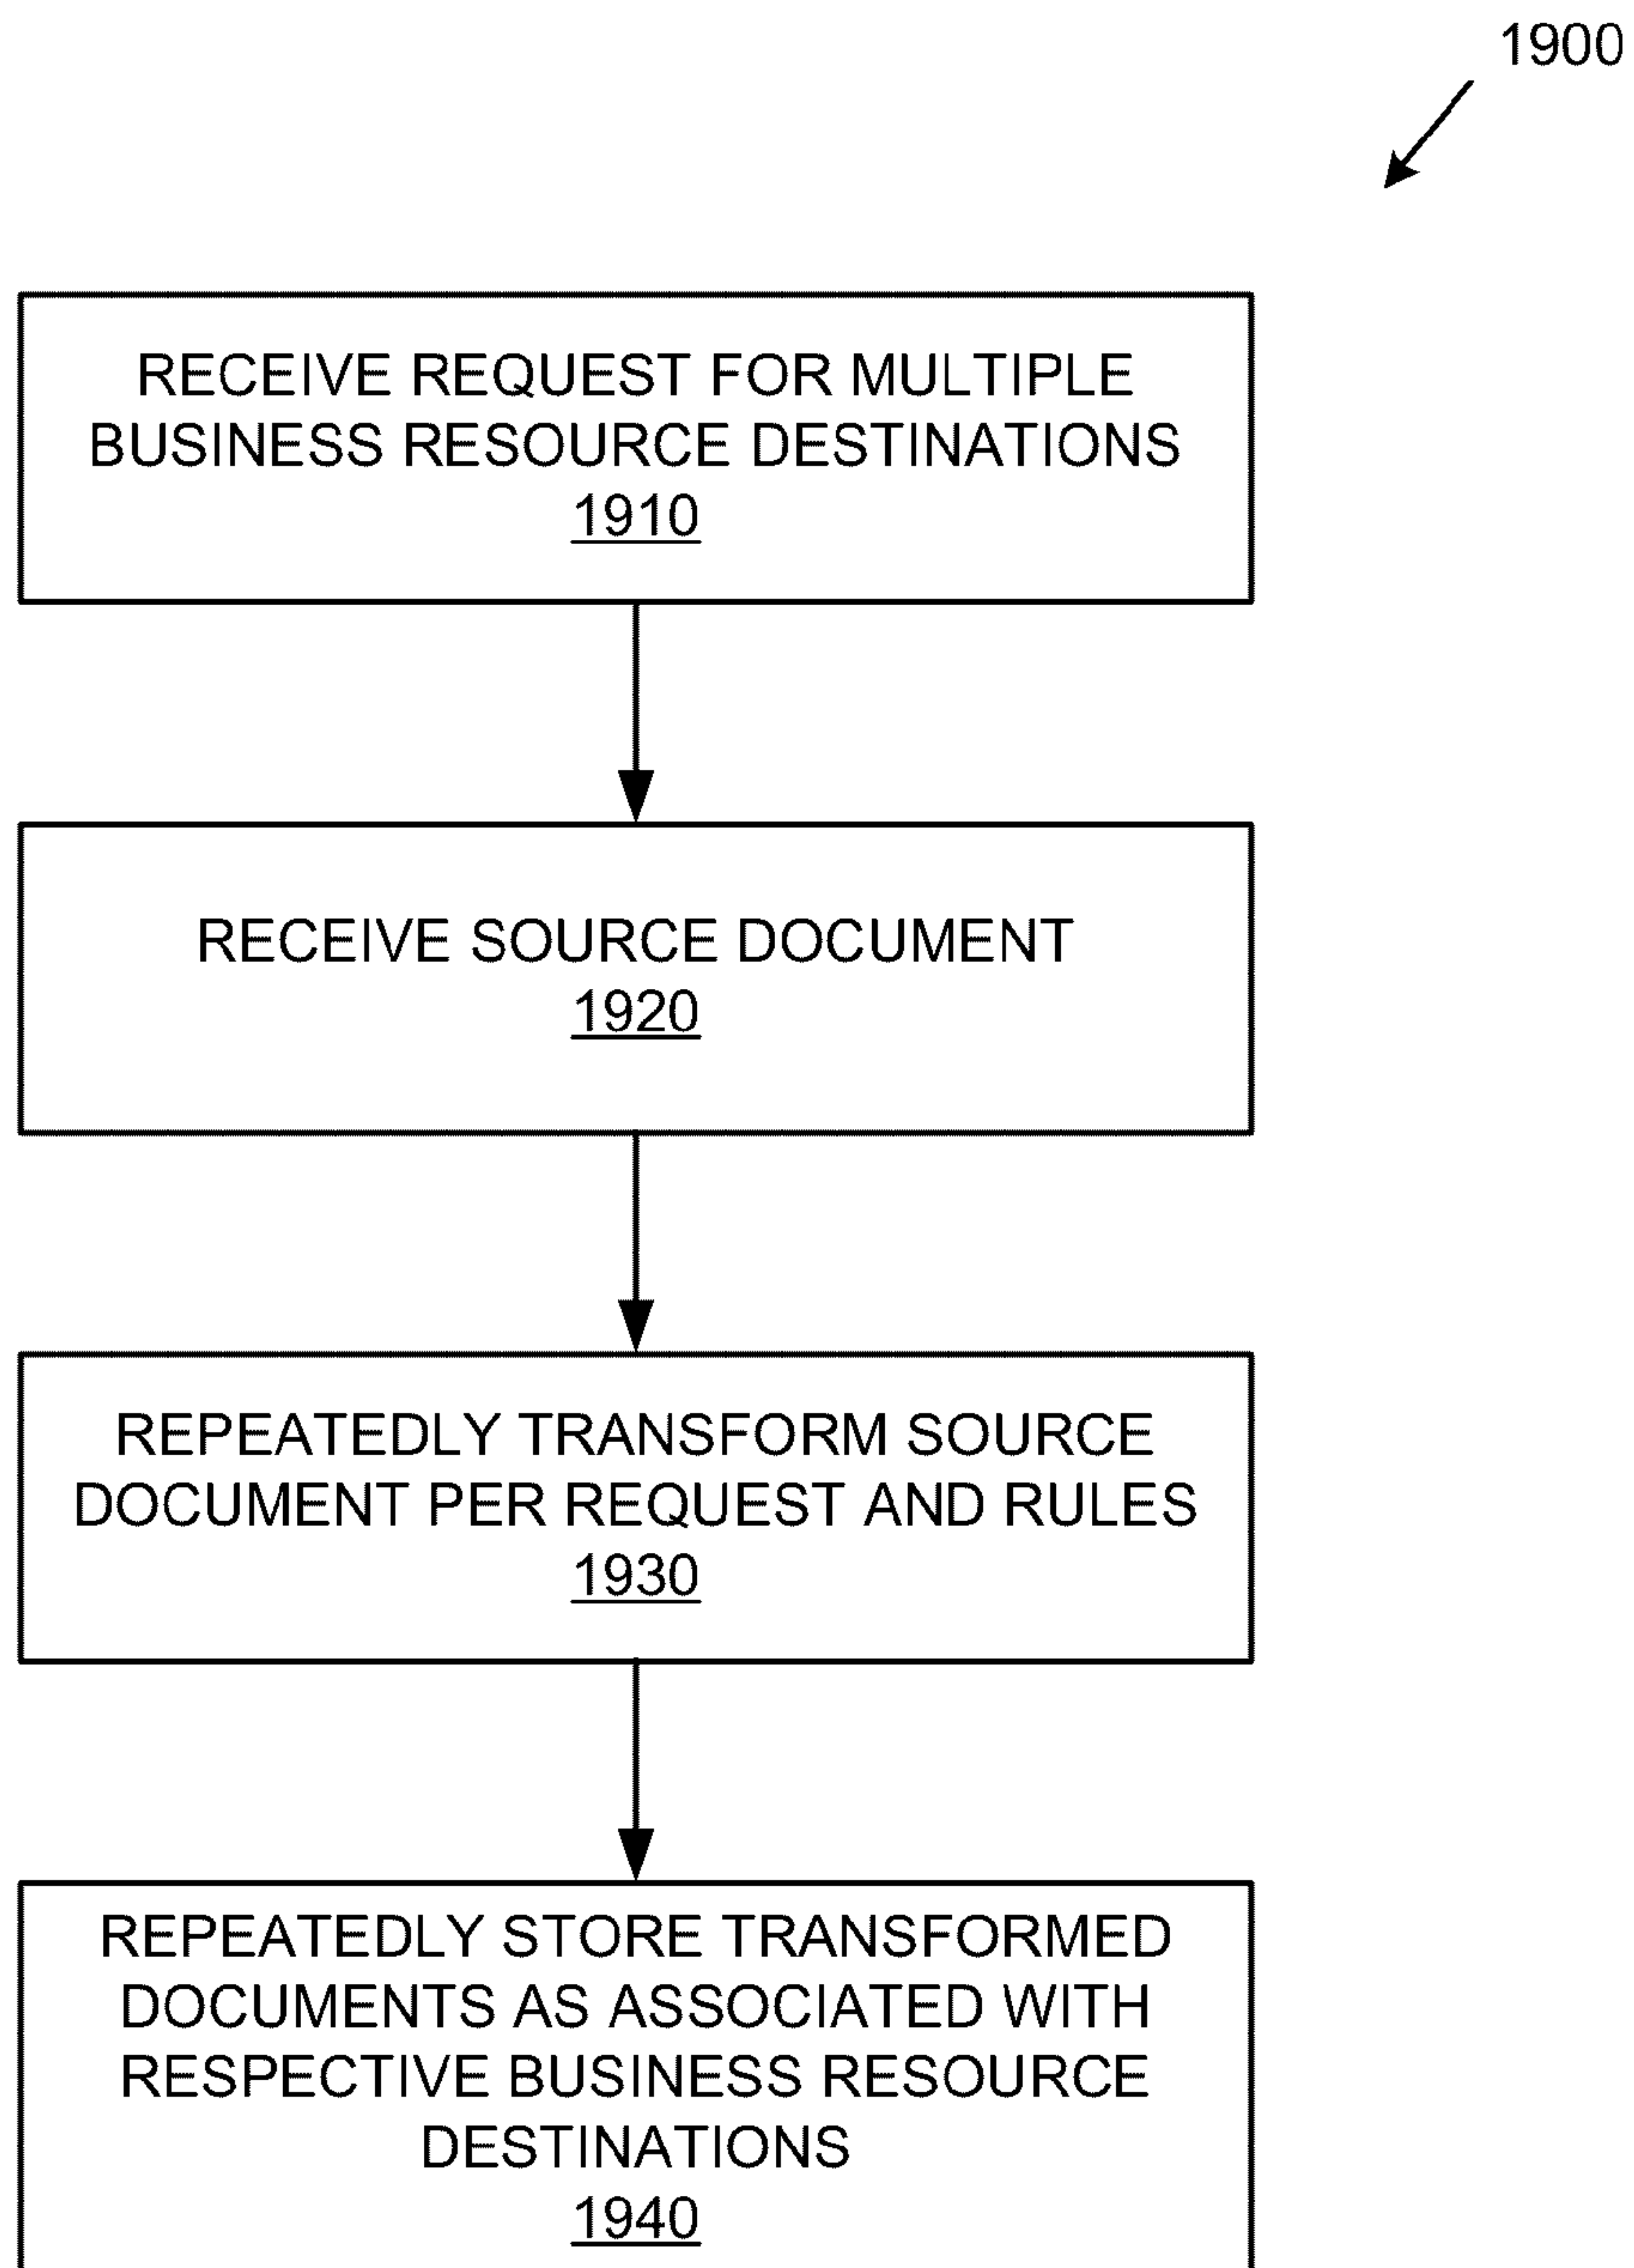 1900
RECEIVE REQUEST FOR MULTIPLE
BUSINESS RESOURCE DESTINATIONS
1910
RECEIVE SOURCE DOCUMENT
1920
REPEATEDLY TRANSFORM SOURCE
DOCUMENT PER REQUEST AND RULES
1930
REPEATEDLY STORE TRANSFORMED
DOCUMENTS AS ASSOCIATED WITH
RESPECTIVE BUSINESS RESOURCE
DESTINATIONS
1940